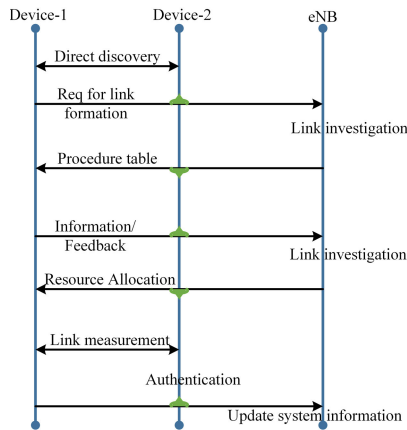 Device-1 Device-2 eNB
Direct discovery
Req for link
formation
Link investigation
Procedure table
Information/
Feedback
Link investigation
Resource Allocation
Link measurement
Authentication
Update system information